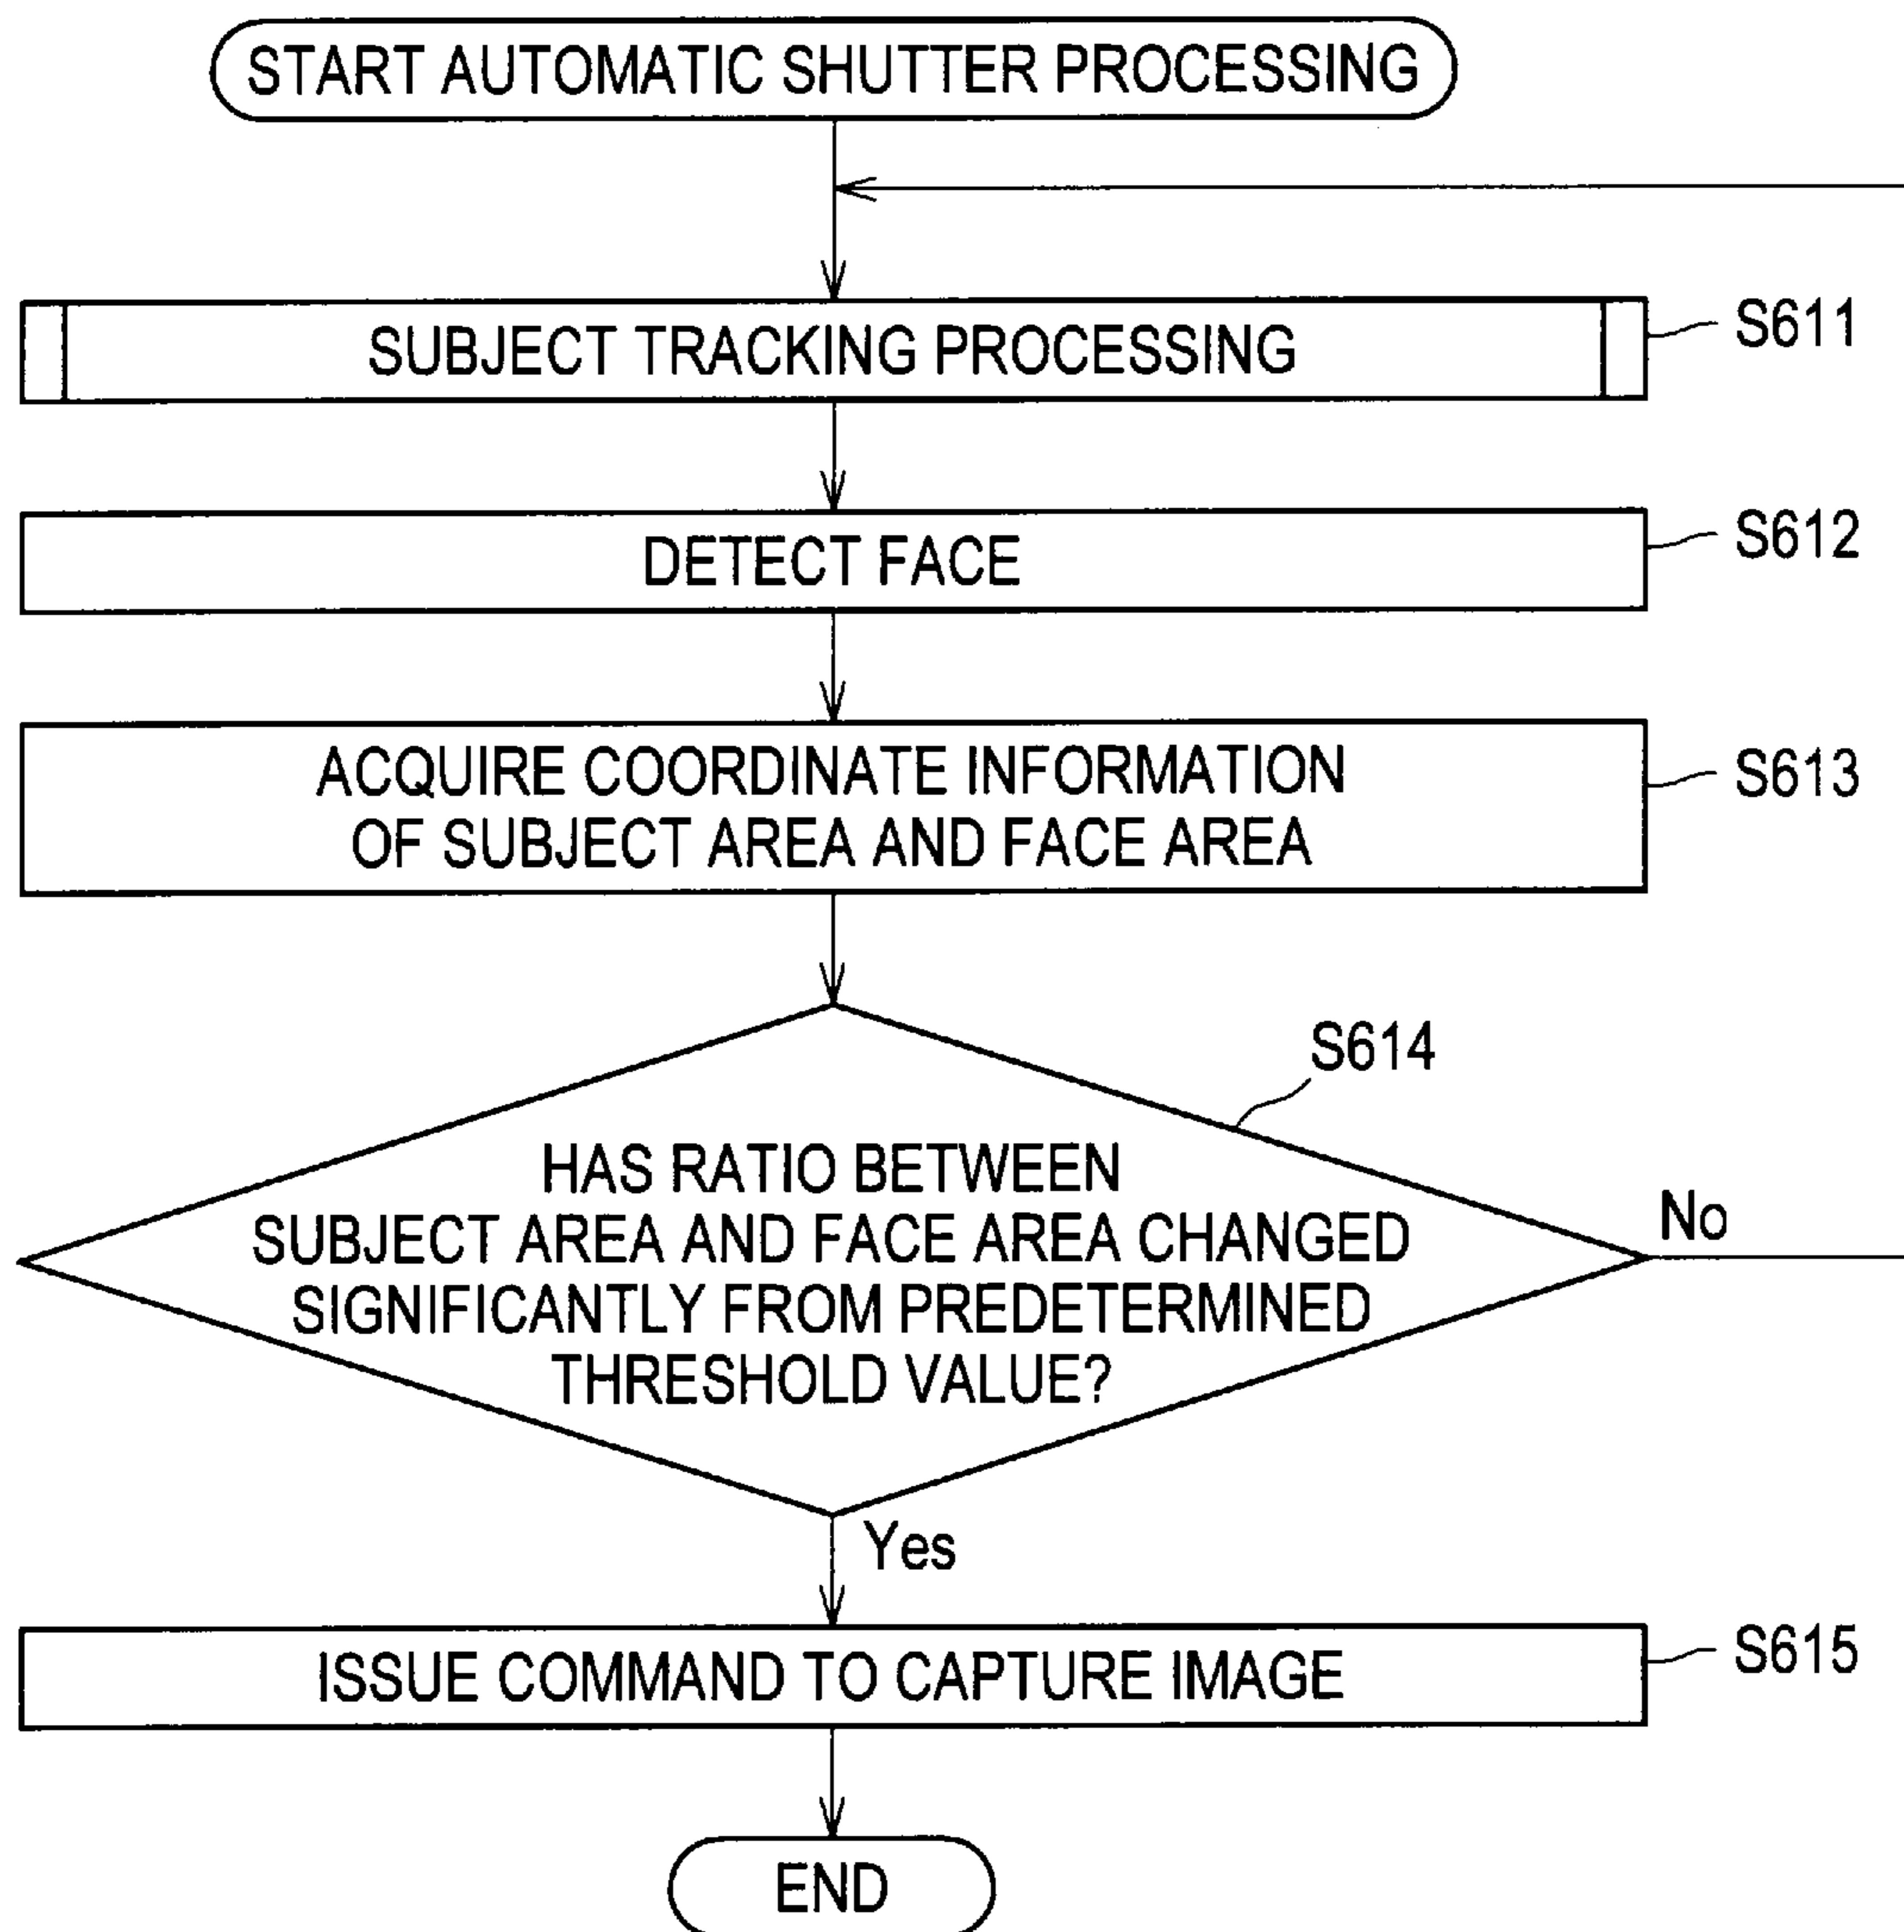 START AUTOMATIC SHUTTER PROCESSING
SUBJECT TRACKING PROCESSING
S611
DETECT FACE
S612
ACQUIRE COORDINATE INFORMATION
OF SUBJECT AREA AND FACE AREA
S613
S614
HAS RATIO BETWEEN
SUBJECT AREA AND FACE AREA CHANGED
SIGNIFICANTLY FROM PREDETERMINED
THRESHOLD VALUE?
No
Yes
ISSUE COMMAND TO CAPTURE IMAGE
S615
END